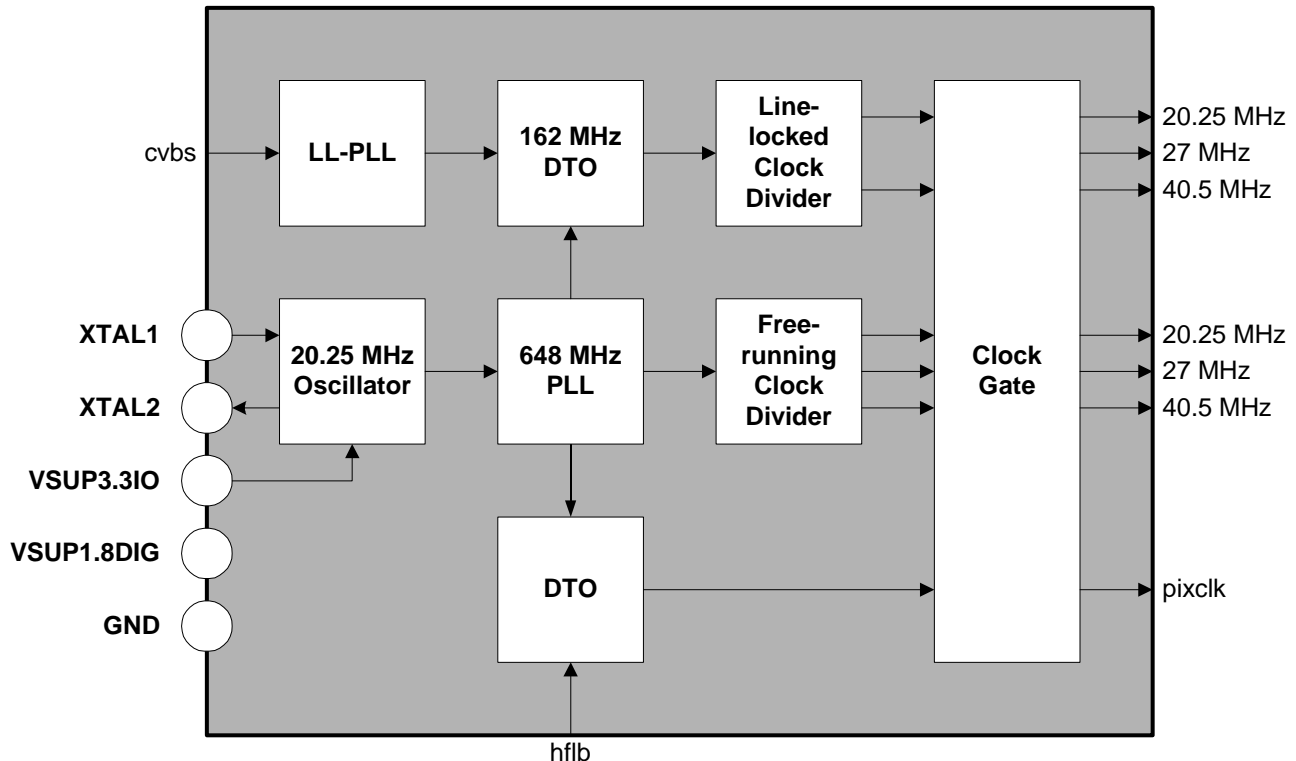 cvbs
LL-PLL
162 MHz
DTO
Line-
locked
Clock
Divider
20.25 MHz
27 MHz
40.5 MHz
XTAL1
XTAL2
VSUP3.3IO
VSUP1.8DIG
GND
20.25 MHz
Oscillator
648 MHz
PLL
Free-
running
Clock
Divider
Clock
Gate
20.25 MHz
27 MHz
40.5 MHz
DTO
pixclk
hflb